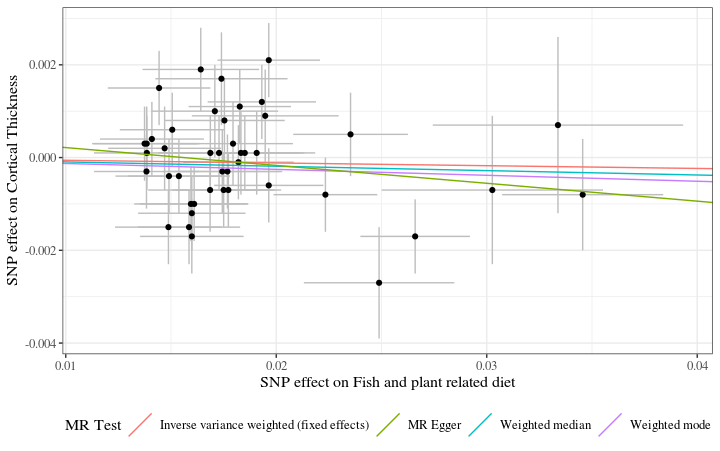 SNP effect on Cortical Thickness
0.002
0.000
-0.002
-0.004
0.01 0.02 0.03 0.04
SNP effect on Fish and plant related diet
MR Test Inverse variance weighted (fixed effects) MR Egger Weighted median Weighted mode